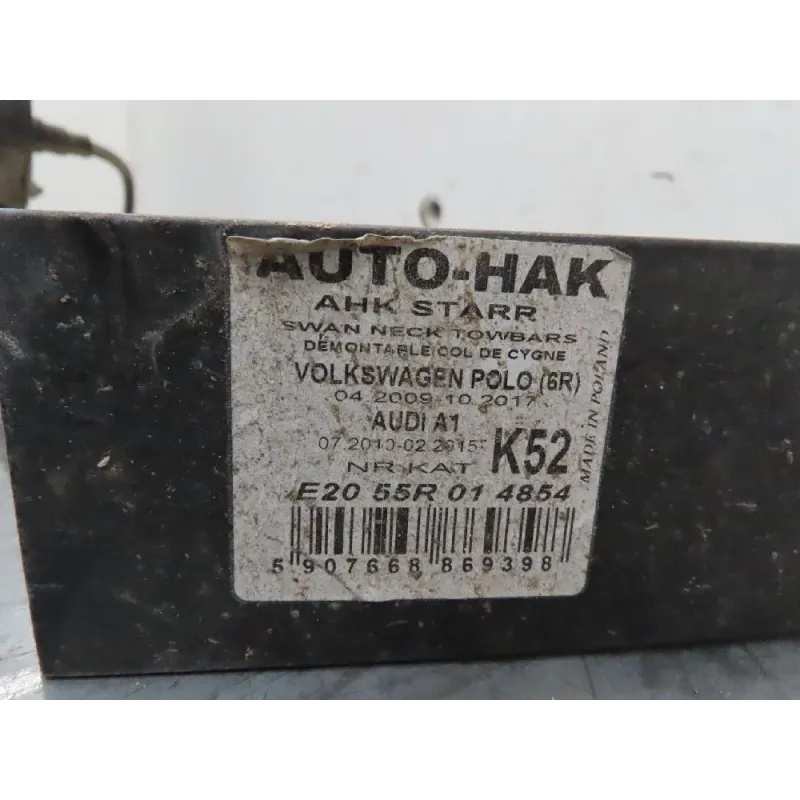 AUTO-HAK
AHK STARR
SWAN NECK TOWBARS
DÉMONTABLE COL DE CYGNE
VOLKSWAGEN POLO (6R)
04.2009-10.2017
AUDI A1
07.2010-02.2015
NR KAT K52
E20 55R 01 4854
5 907668 869398
MADE IN POLAND